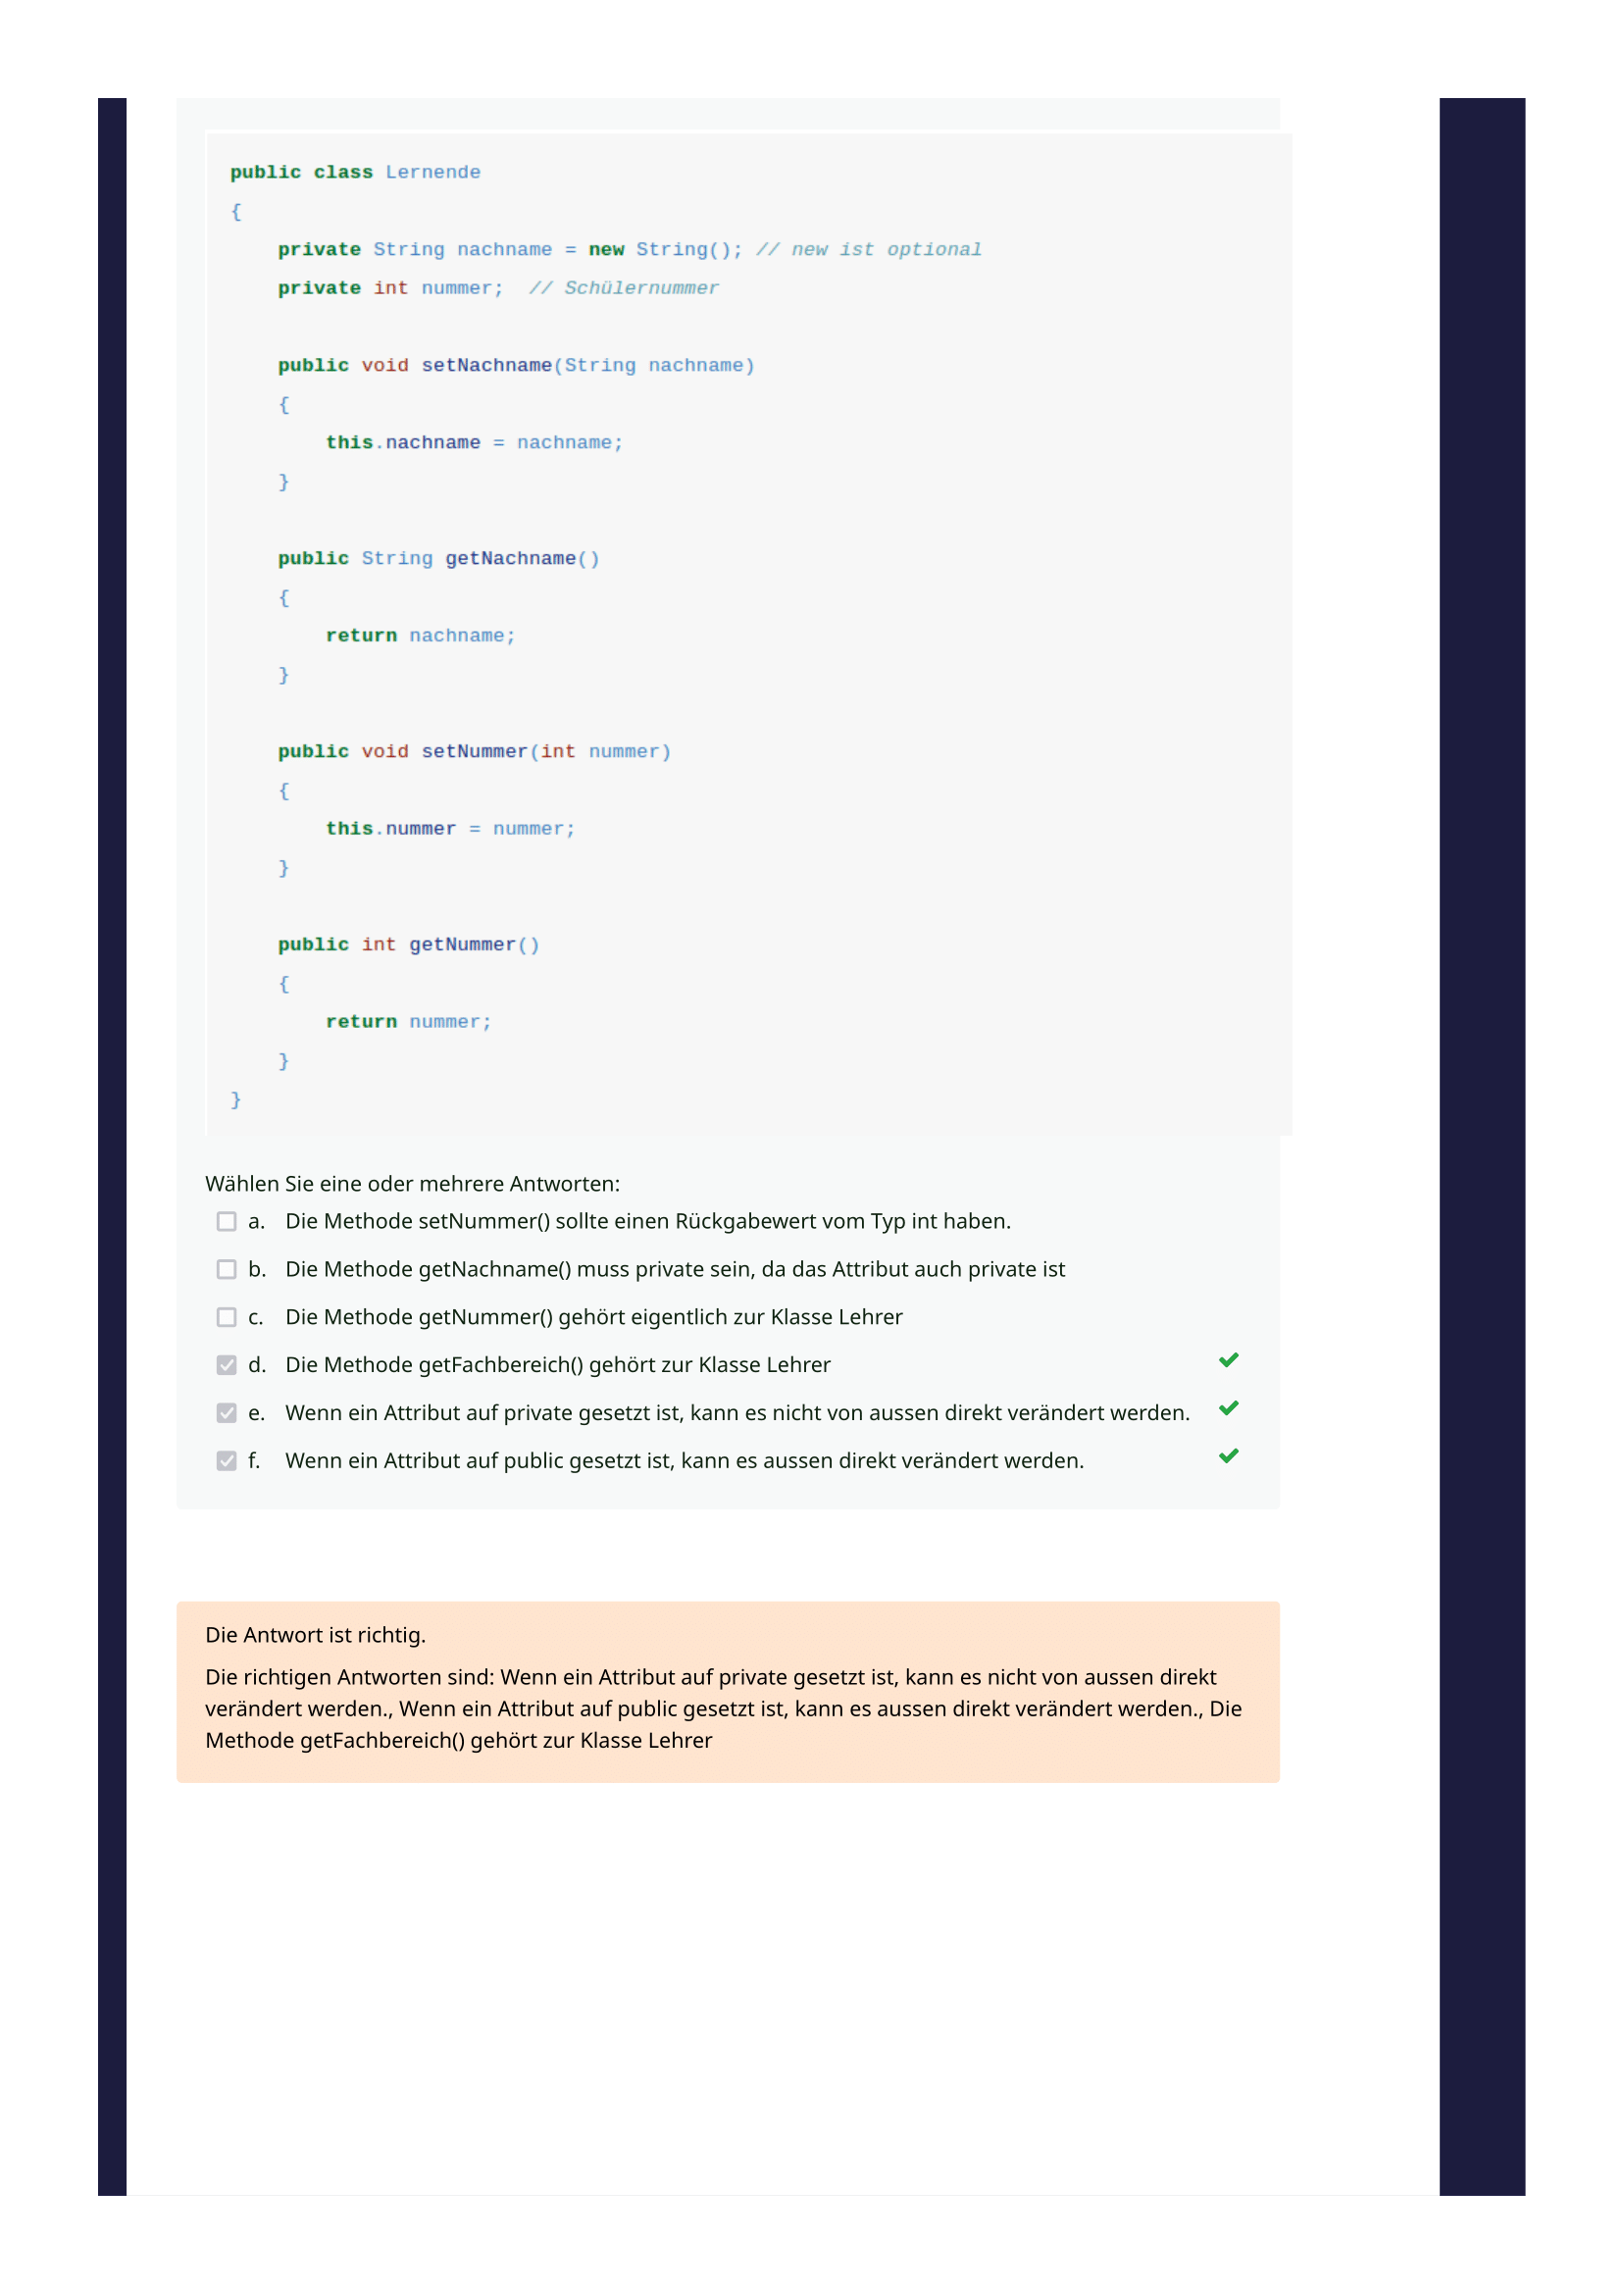 public class Lernende
{
    private String nachname = new String(); // new ist optional
    private int nummer;  // Schülernummer

    public void setNachname(String nachname)
    {
        this.nachname = nachname;
    }

    public String getNachname()
    {
        return nachname;
    }

    public void setNummer(int nummer)
    {
        this.nummer = nummer;
    }

    public int getNummer()
    {
        return nummer;
    }
}
Wählen Sie eine oder mehrere Antworten:
a. Die Methode setNummer() sollte einen Rückgabewert vom Typ int haben.
b. Die Methode getNachname() muss private sein, da das Attribut auch private ist
c. Die Methode getNummer() gehört eigentlich zur Klasse Lehrer
d. Die Methode getFachbereich() gehört zur Klasse Lehrer
e. Wenn ein Attribut auf private gesetzt ist, kann es nicht von aussen direkt verändert werden.
f. Wenn ein Attribut auf public gesetzt ist, kann es aussen direkt verändert werden.
Die Antwort ist richtig.
Die richtigen Antworten sind: Wenn ein Attribut auf private gesetzt ist, kann es nicht von aussen direkt
verändert werden., Wenn ein Attribut auf public gesetzt ist, kann es aussen direkt verändert werden., Die
Methode getFachbereich() gehört zur Klasse Lehrer